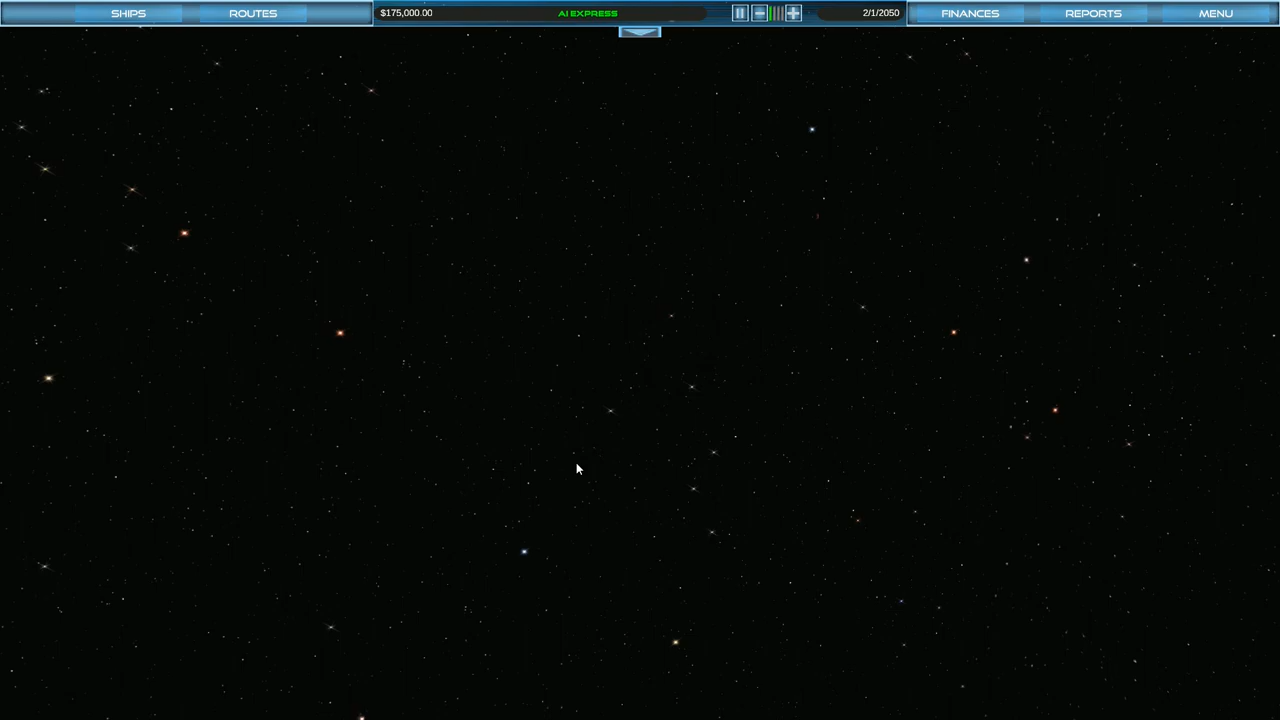 SHIPS
ROUTES
$175,000.00
AI EXPRESS
2/1/2050
FINANCES
REPORTS
MENU